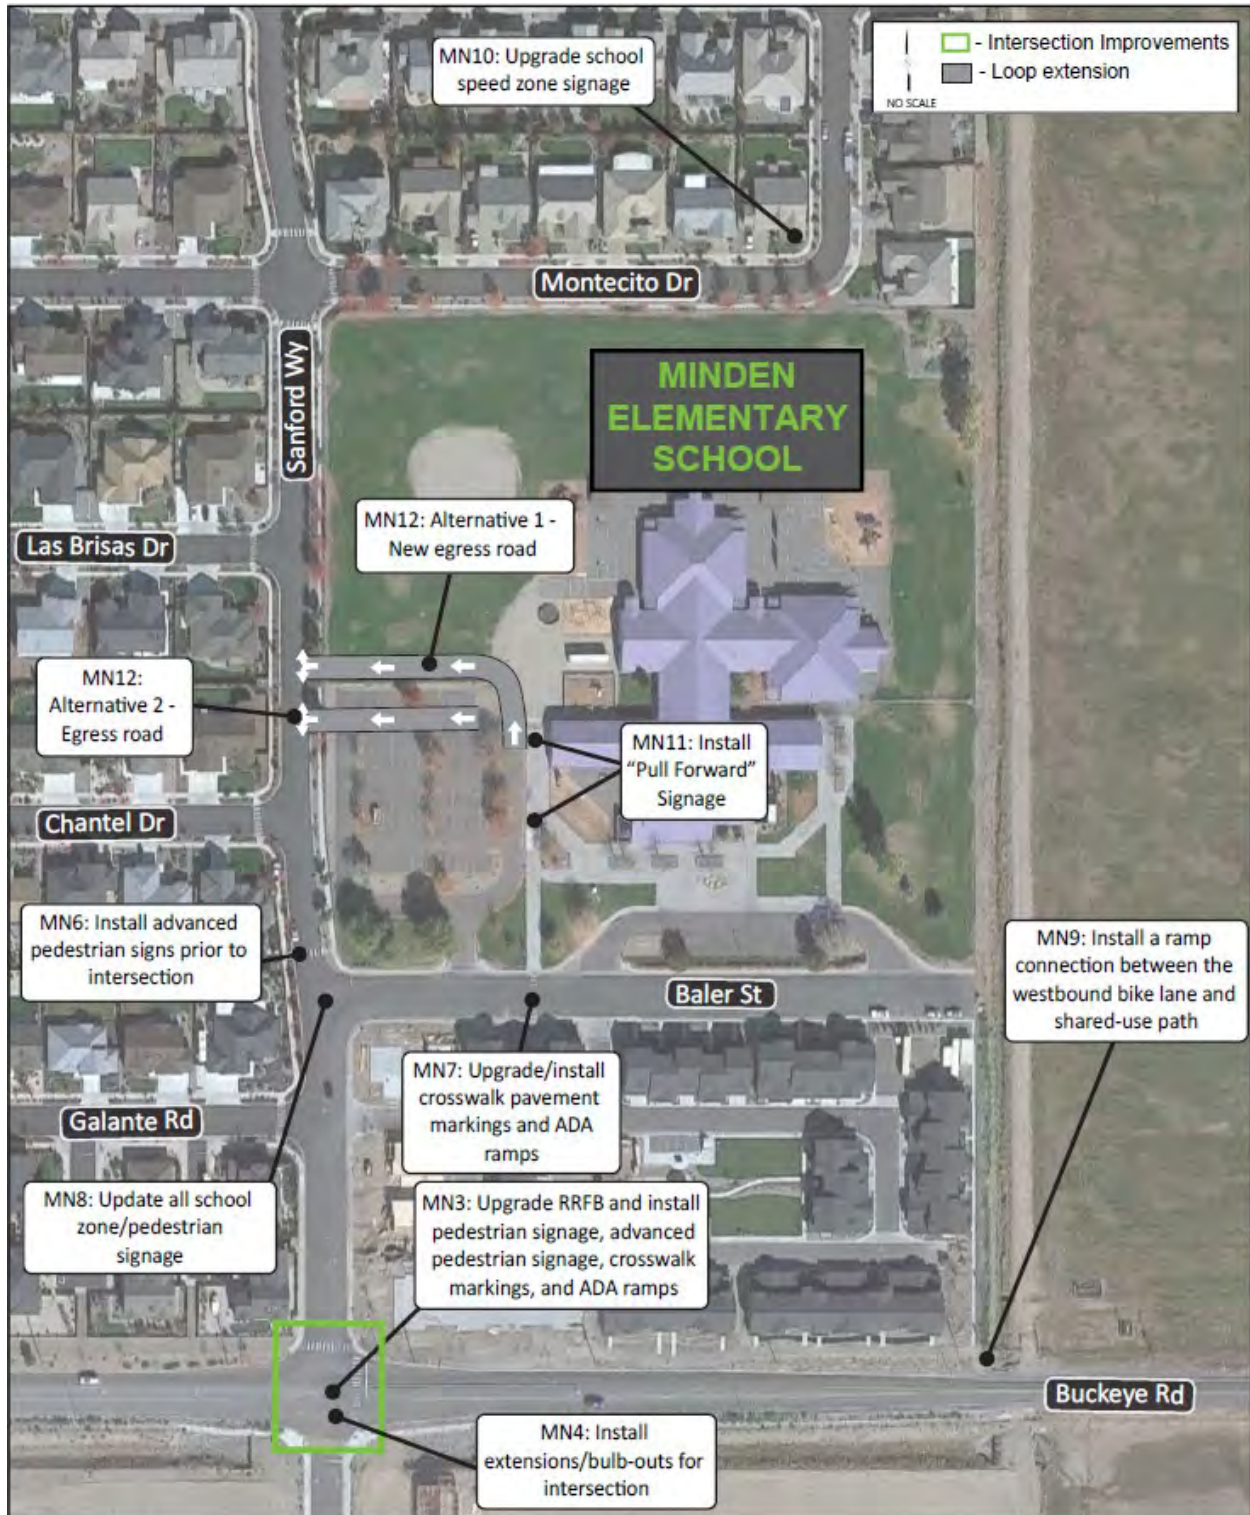 MN10: Upgrade school
speed zone signage
NO SCALE
- Intersection Improvements
- Loop extension
Montecito Dr
Sanford Wy
MINDEN
ELEMENTARY
SCHOOL
MN12: Alternative 1 -
New egress road
Las Brisas Dr
MN12:
Alternative 2 -
Egress road
MN11: Install
“Pull Forward”
Signage
Chantel Dr
MN6: Install advanced
pedestrian signs prior to
intersection
MN9: Install a ramp
connection between the
westbound bike lane and
shared-use path
Baler St
MN7: Upgrade/install
crosswalk pavement
markings and ADA
ramps
Galante Rd
MN8: Update all school
zone/pedestrian
signage
MN3: Upgrade RRFB and install
pedestrian signage, advanced
pedestrian signage, crosswalk
markings, and ADA ramps
Buckeye Rd
MN4: Install
extensions/bulb-outs for
intersection